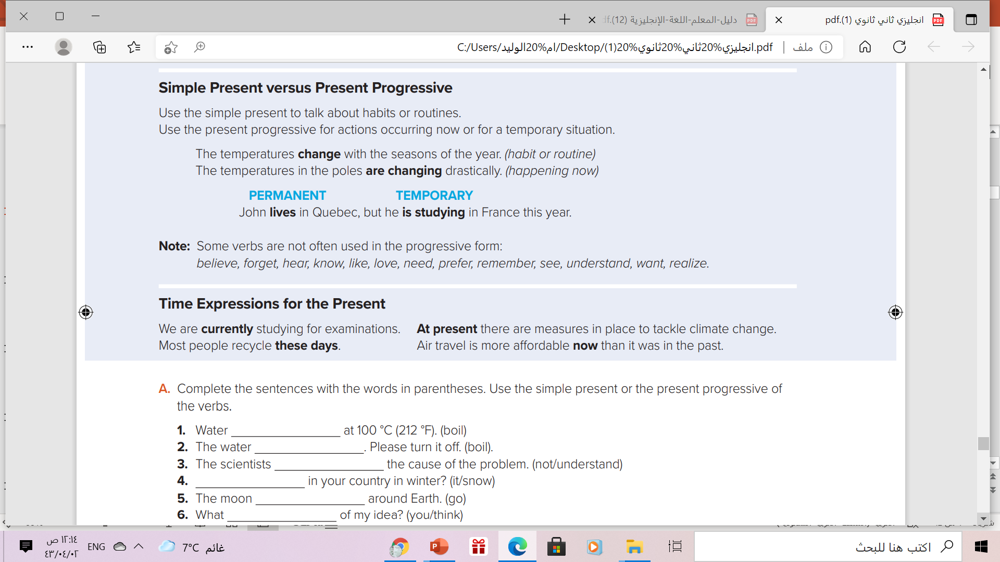 انجليزي ثاني ثانوي (1).pdf
دليل-المعلم-اللغة-الإنجليزية (12).
ملف
C:/Users/ام%20الوليد/Desktop/انجليزي%20ثاني%20ثانوي%20(1).pdf
Simple Present versus Present Progressive
Use the simple present to talk about habits or routines.
Use the present progressive for actions occurring now or for a temporary situation.
The temperatures change with the seasons of the year. (habit or routine)
The temperatures in the poles are changing drastically. (happening now)
PERMANENT TEMPORARY
John lives in Quebec, but he is studying in France this year.
Note: Some verbs are not often used in the progressive form:
believe, forget, hear, know, like, love, need, prefer, remember, see, understand, want, realize.
Time Expressions for the Present
We are currently studying for examinations. At present there are measures in place to tackle climate change.
Most people recycle these days. Air travel is more affordable now than it was in the past.
A. Complete the sentences with the words in parentheses. Use the simple present or the present progressive of
the verbs.
1. Water ________________ at 100 °C (212 °F). (boil)
2. The water ________________. Please turn it off. (boil).
3. The scientists ________________ the cause of the problem. (not/understand)
4. ________________ in your country in winter? (it/snow)
5. The moon ________________ around Earth. (go)
6. What ________________ of my idea? (you/think)
اكتب هنا للبحث
غائم 7°C
ENG
١٢:١٤ ص
٤٣/٠٤/٠٢